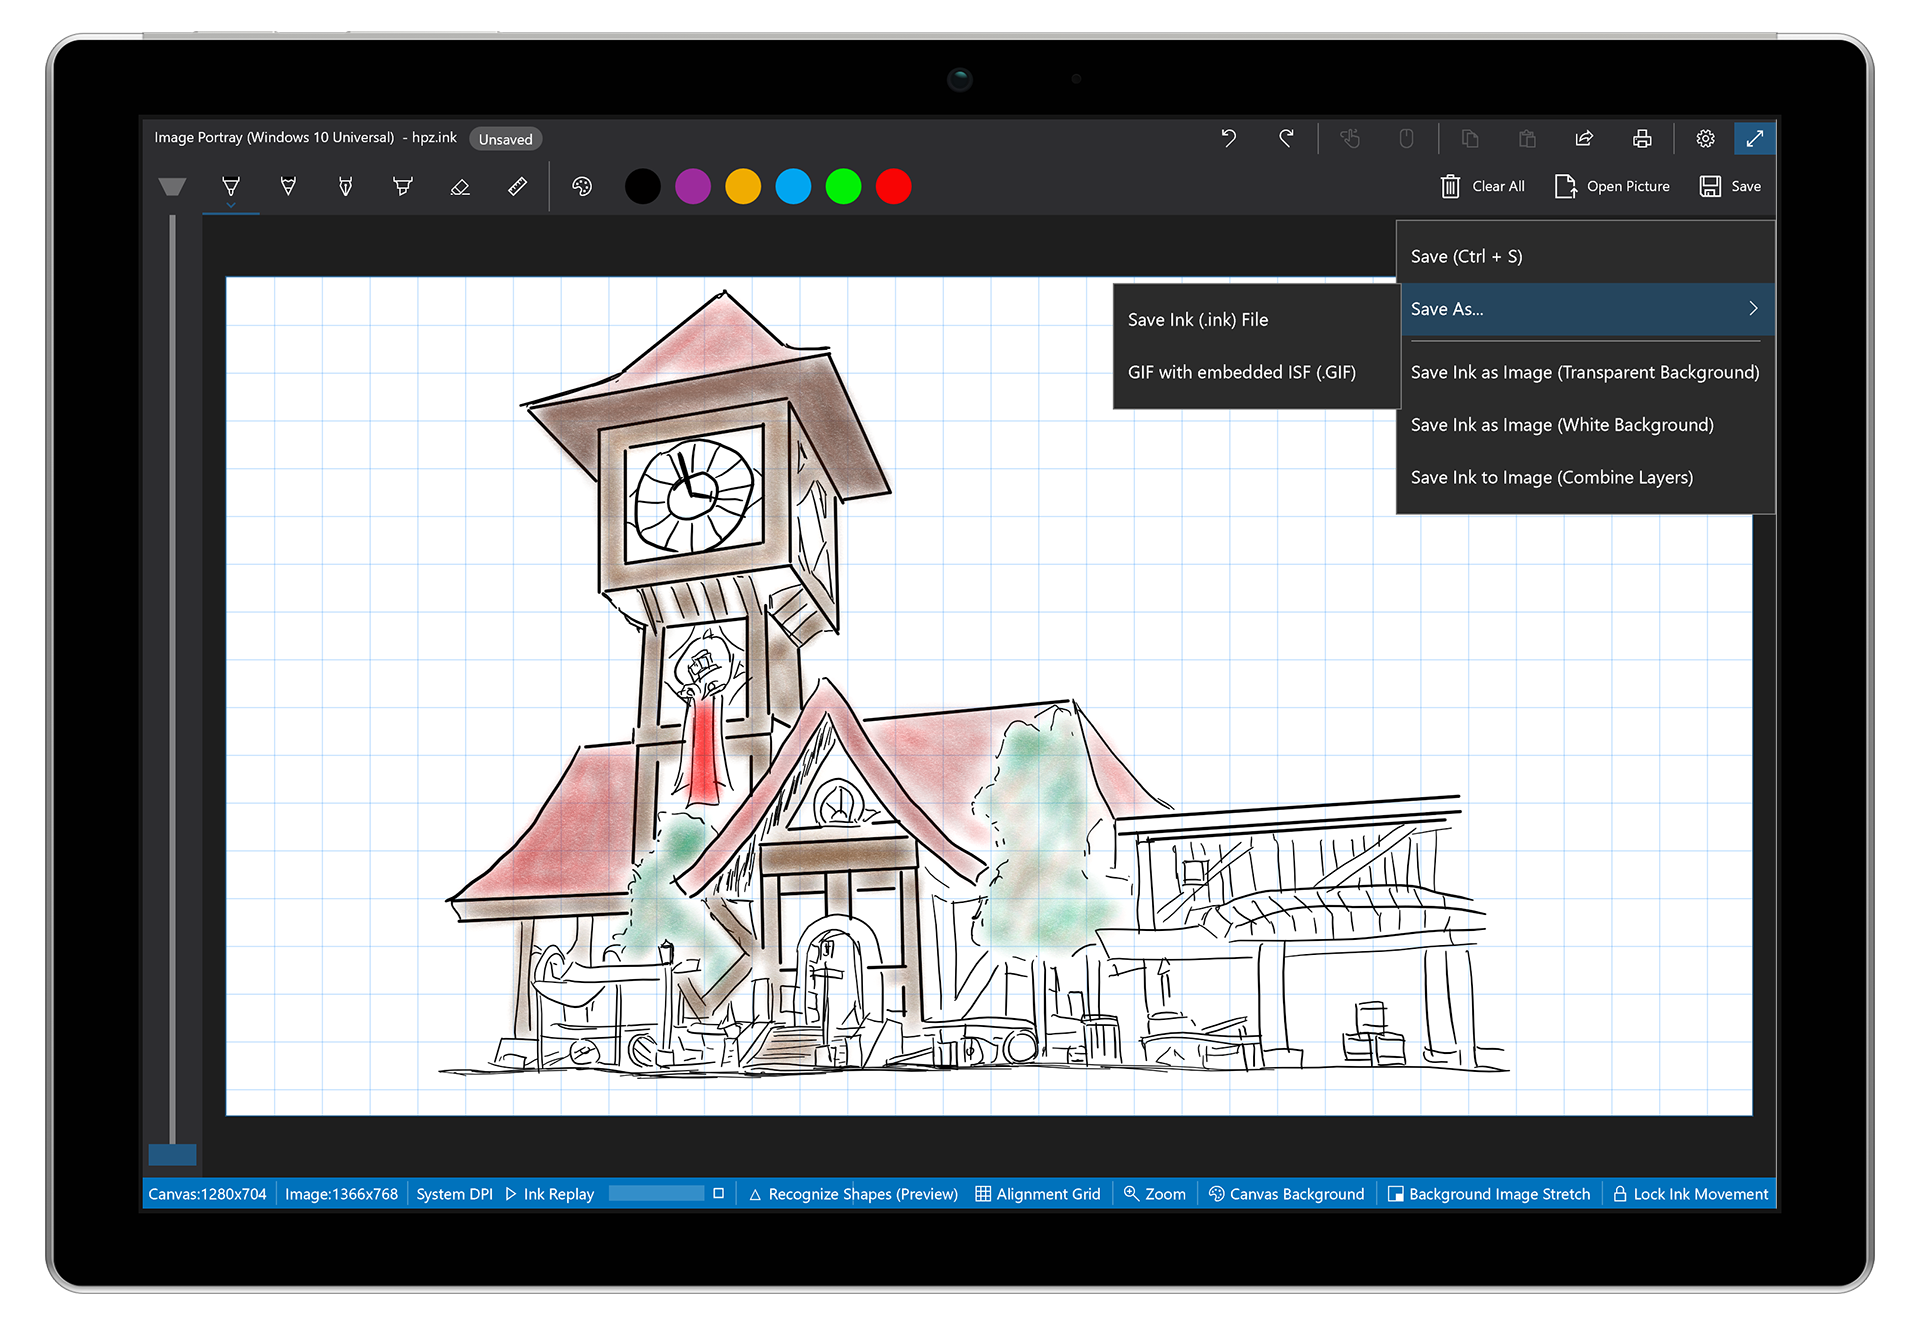 Image Portray (Windows 10 Universal) - hpz.ink Unsaved
Clear All Open Picture Save
Save (Ctrl + S)
Save As...
Save Ink (.ink) File
GIF with embedded ISF (.GIF)
Save Ink as Image (Transparent Background)
Save Ink as Image (White Background)
Save Ink to Image (Combine Layers)
Canvas:1280x704 Image:1366x768 System DPI Ink Replay Recognize Shapes (Preview) Alignment Grid Zoom Canvas Background Background Image Stretch Lock Ink Movement